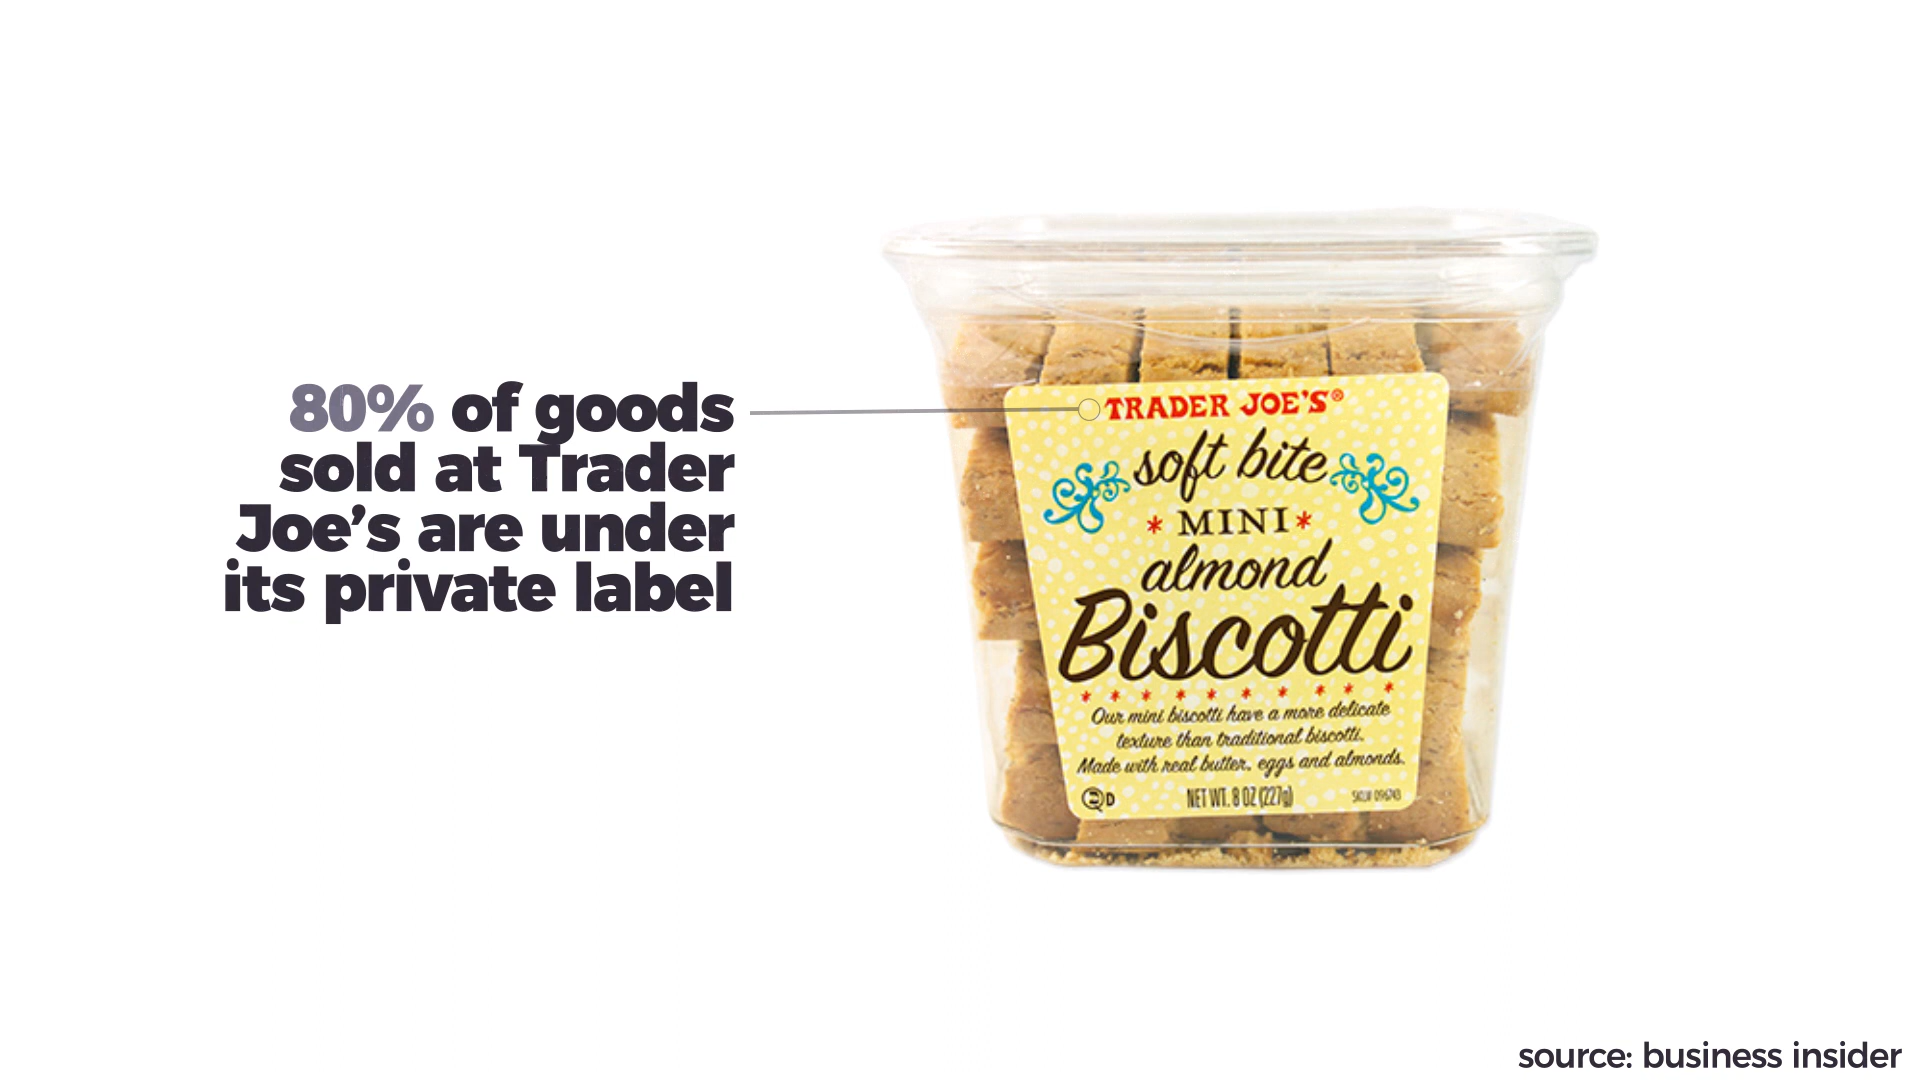 80% of goods
sold at Trader
Joe's are under
its private label
TRADER JOE'S®
soft bite
* MINI *
almond
Biscotti
Our mini biscotti have a more delicate
texture than traditional biscotti.
Made with real butter, eggs and almonds.
D NET WT. 8 OZ (227g) SKU# 096743
source: business insider